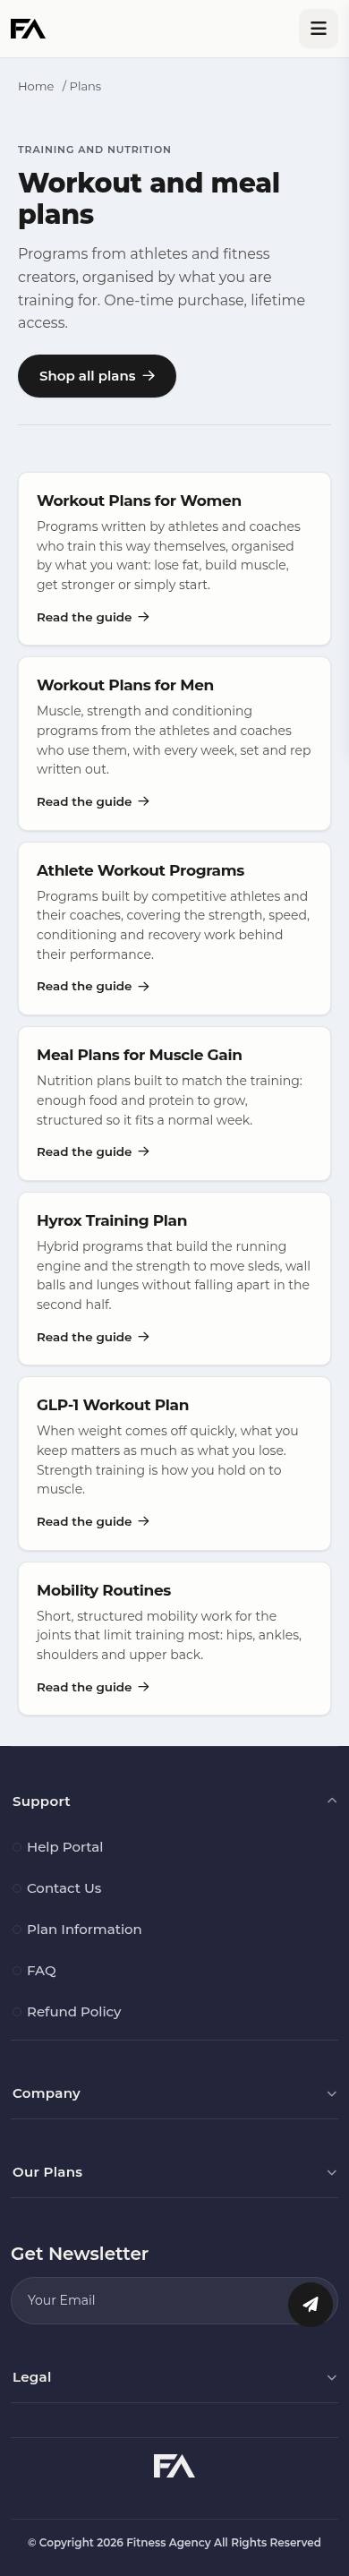 FA
Home / Plans
TRAINING AND NUTRITION
Workout and meal
plans
Programs from athletes and fitness
creators, organised by what you are
training for. One-time purchase, lifetime
access.
Shop all plans →
Workout Plans for Women
Programs written by athletes and coaches
who train this way themselves, organised
by what you want: lose fat, build muscle,
get stronger or simply start.
Read the guide →
Workout Plans for Men
Muscle, strength and conditioning
programs from the athletes and coaches
who use them, with every week, set and rep
written out.
Read the guide →
Athlete Workout Programs
Programs built by competitive athletes and
their coaches, covering the strength, speed,
conditioning and recovery work behind
their performance.
Read the guide →
Meal Plans for Muscle Gain
Nutrition plans built to match the training:
enough food and protein to grow,
structured so it fits a normal week.
Read the guide →
Hyrox Training Plan
Hybrid programs that build the running
engine and the strength to move sleds, wall
balls and lunges without falling apart in the
second half.
Read the guide →
GLP-1 Workout Plan
When weight comes off quickly, what you
keep matters as much as what you lose.
Strength training is how you hold on to
muscle.
Read the guide →
Mobility Routines
Short, structured mobility work for the
joints that limit training most: hips, ankles,
shoulders and upper back.
Read the guide →
Support
Help Portal
Contact Us
Plan Information
FAQ
Refund Policy
Company
Our Plans
Get Newsletter
Your Email
Legal
FA
© Copyright 2026 Fitness Agency All Rights Reserved